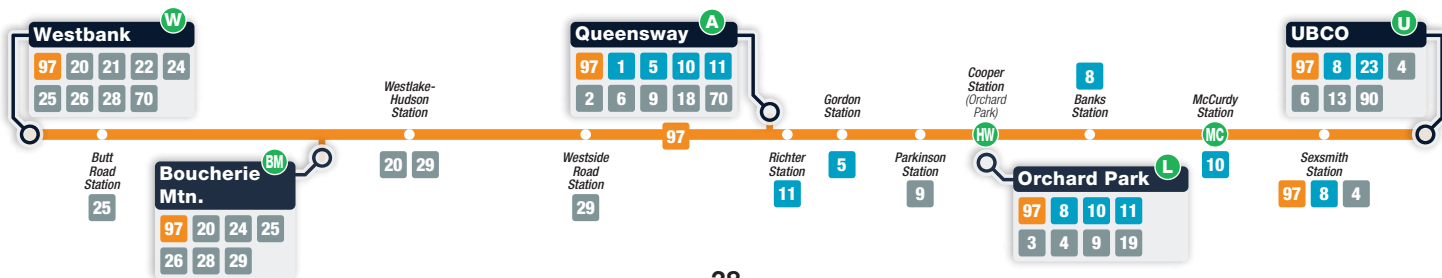 W
Westbank
97 20 21 22 24
25 26 28 70
Butt
Road
Station
25
BM
Boucherie
Mtn.
97 20 24 25
26 28 29
Westlake-
Hudson
Station
20 29
Westside
Road
Station
29
A
Queensway
97 1 5 10 11
2 6 9 18 70
97
Richter
Station
11
Gordon
Station
5
Parkinson
Station
9
Cooper
Station
(Orchard
Park)
HW
L
Orchard Park
97 8 10 11
3 4 9 19
8
Banks
Station
McCurdy
Station
MC
10
U
UBCO
97 8 23 4
6 13 90
Sexsmith
Station
97 8 4